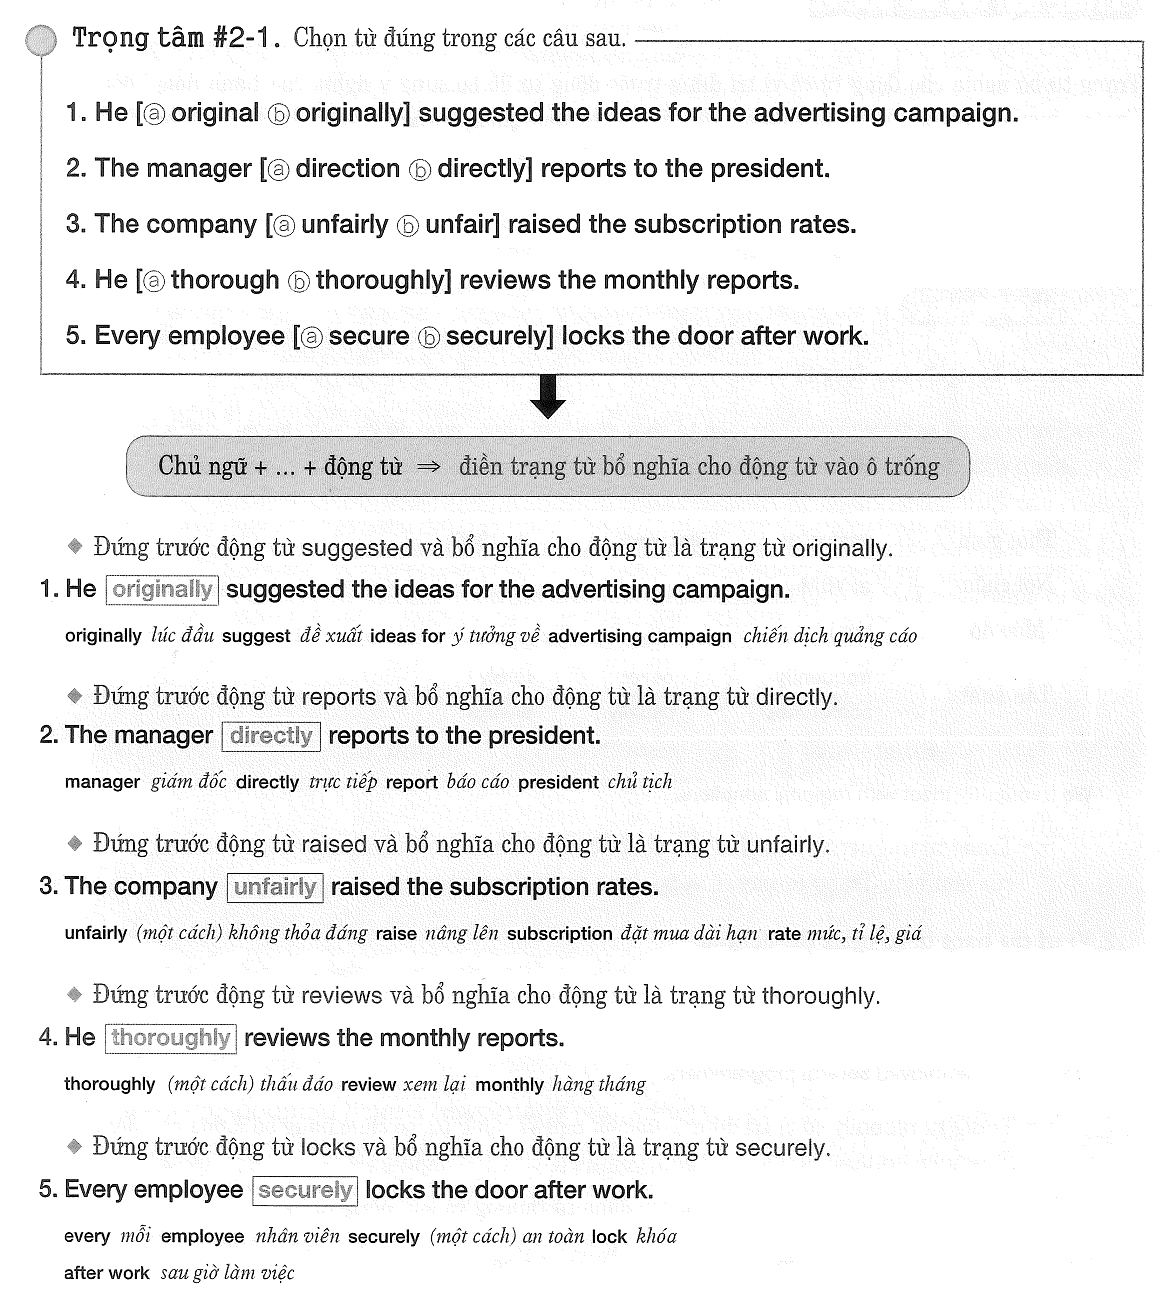 Trọng tâm #2-1. Chọn từ đúng trong các câu sau.
1. He [ⓐ original ⓑ originally] suggested the ideas for the advertising campaign.
2. The manager [ⓐ direction ⓑ directly] reports to the president.
3. The company [ⓐ unfairly ⓑ unfair] raised the subscription rates.
4. He [ⓐ thorough ⓑ thoroughly] reviews the monthly reports.
5. Every employee [ⓐ secure ⓑ securely] locks the door after work.
Chủ ngữ + ... + động từ ⇒ điền trạng từ bổ nghĩa cho động từ vào ô trống
◆ Đứng trước động từ suggested và bổ nghĩa cho động từ là trạng từ originally.
1. He originally suggested the ideas for the advertising campaign.
originally lúc đầu suggest đề xuất ideas for ý tưởng về advertising campaign chiến dịch quảng cáo
◆ Đứng trước động từ reports và bổ nghĩa cho động từ là trạng từ directly.
2. The manager directly reports to the president.
manager giám đốc directly trực tiếp report báo cáo president chủ tịch
◆ Đứng trước động từ raised và bổ nghĩa cho động từ là trạng từ unfairly.
3. The company unfairly raised the subscription rates.
unfairly (một cách) không thỏa đáng raise nâng lên subscription đặt mua dài hạn rate mức, tỉ lệ, giá
◆ Đứng trước động từ reviews và bổ nghĩa cho động từ là trạng từ thoroughly.
4. He thoroughly reviews the monthly reports.
thoroughly (một cách) thấu đáo review xem lại monthly hàng tháng
◆ Đứng trước động từ locks và bổ nghĩa cho động từ là trạng từ securely.
5. Every employee securely locks the door after work.
every mỗi employee nhân viên securely (một cách) an toàn lock khóa
after work sau giờ làm việc